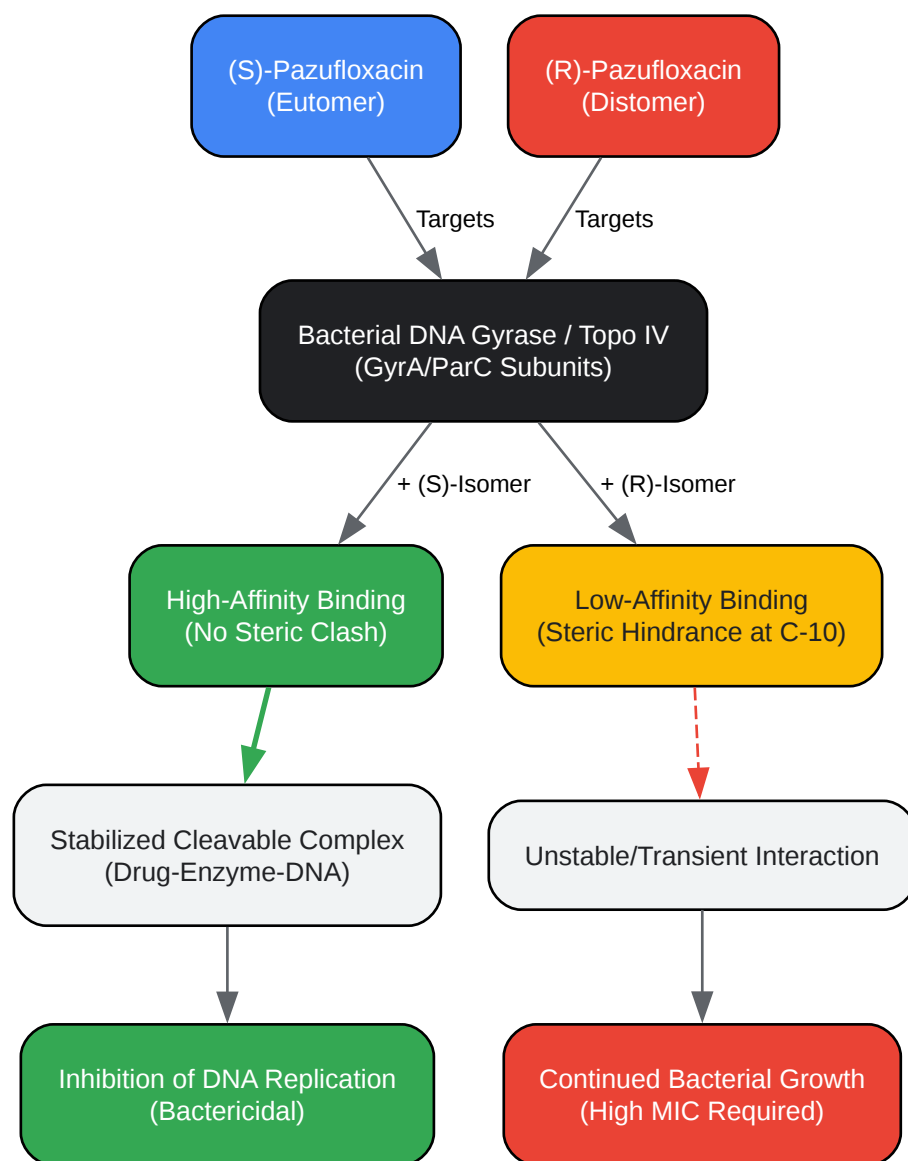 (S)-Pazufloxacin
(Eutomer)
(R)-Pazufloxacin
(Distomer)
Targets
Targets
Bacterial DNA Gyrase / Topo IV
(GyrA/ParC Subunits)
+ (S)-Isomer
+ (R)-Isomer
High-Affinity Binding
(No Steric Clash)
Low-Affinity Binding
(Steric Hindrance at C-10)
Stabilized Cleavable Complex
(Drug-Enzyme-DNA)
Unstable/Transient Interaction
Inhibition of DNA Replication
(Bactericidal)
Continued Bacterial Growth
(High MIC Required)